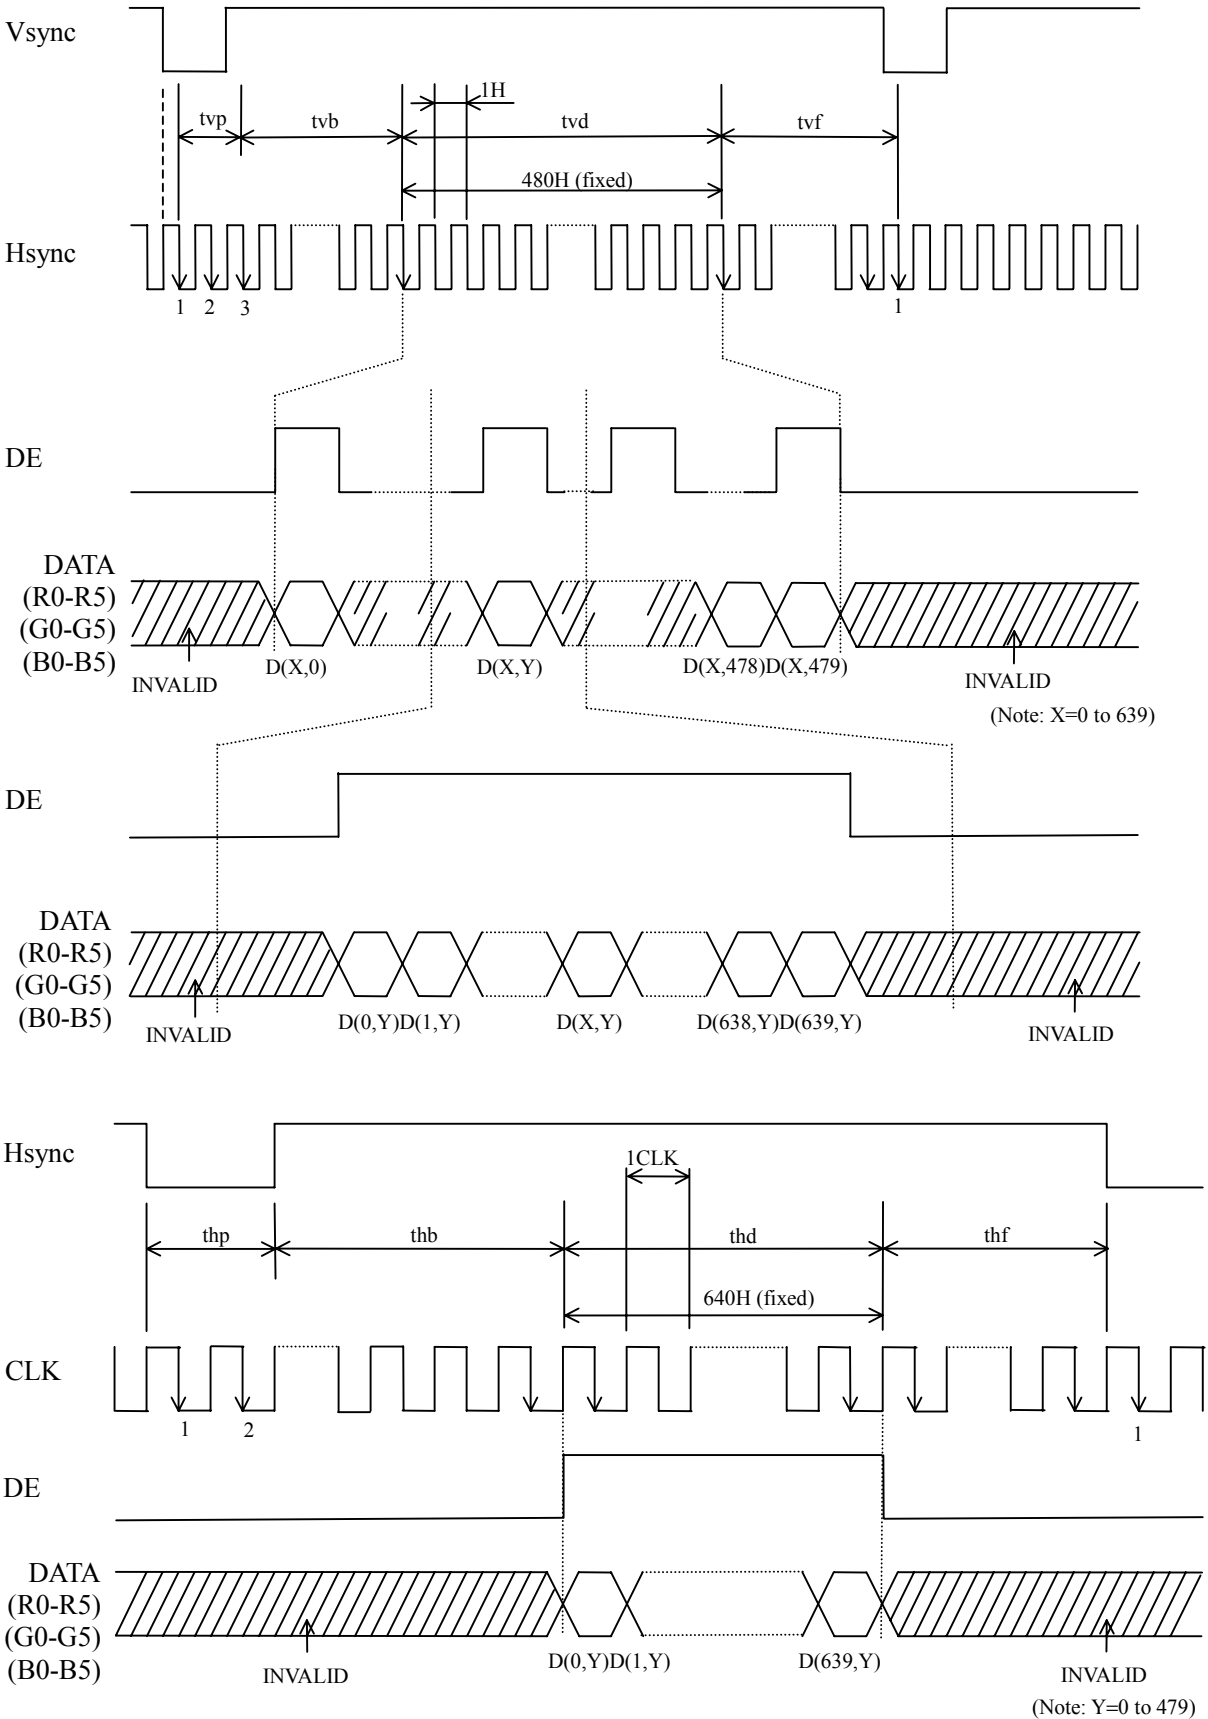 Vsync
1H
tvp tvb tvd tvf
480H (fixed)
Hsync
1 2 3 1
DE
DATA
(R0-R5)
(G0-G5)
(B0-B5)
D(X,0) D(X,Y) D(X,478)D(X,479)
INVALID INVALID
(Note: X=0 to 639)
DE
DATA
(R0-R5)
(G0-G5)
(B0-B5)
D(0,Y)D(1,Y) D(X,Y) D(638,Y)D(639,Y)
INVALID INVALID
Hsync
1CLK
thp thb thd thf
640H (fixed)
CLK
1 2 1
DE
DATA
(R0-R5)
(G0-G5)
(B0-B5)
D(0,Y)D(1,Y) D(639,Y)
INVALID INVALID
(Note: Y=0 to 479)